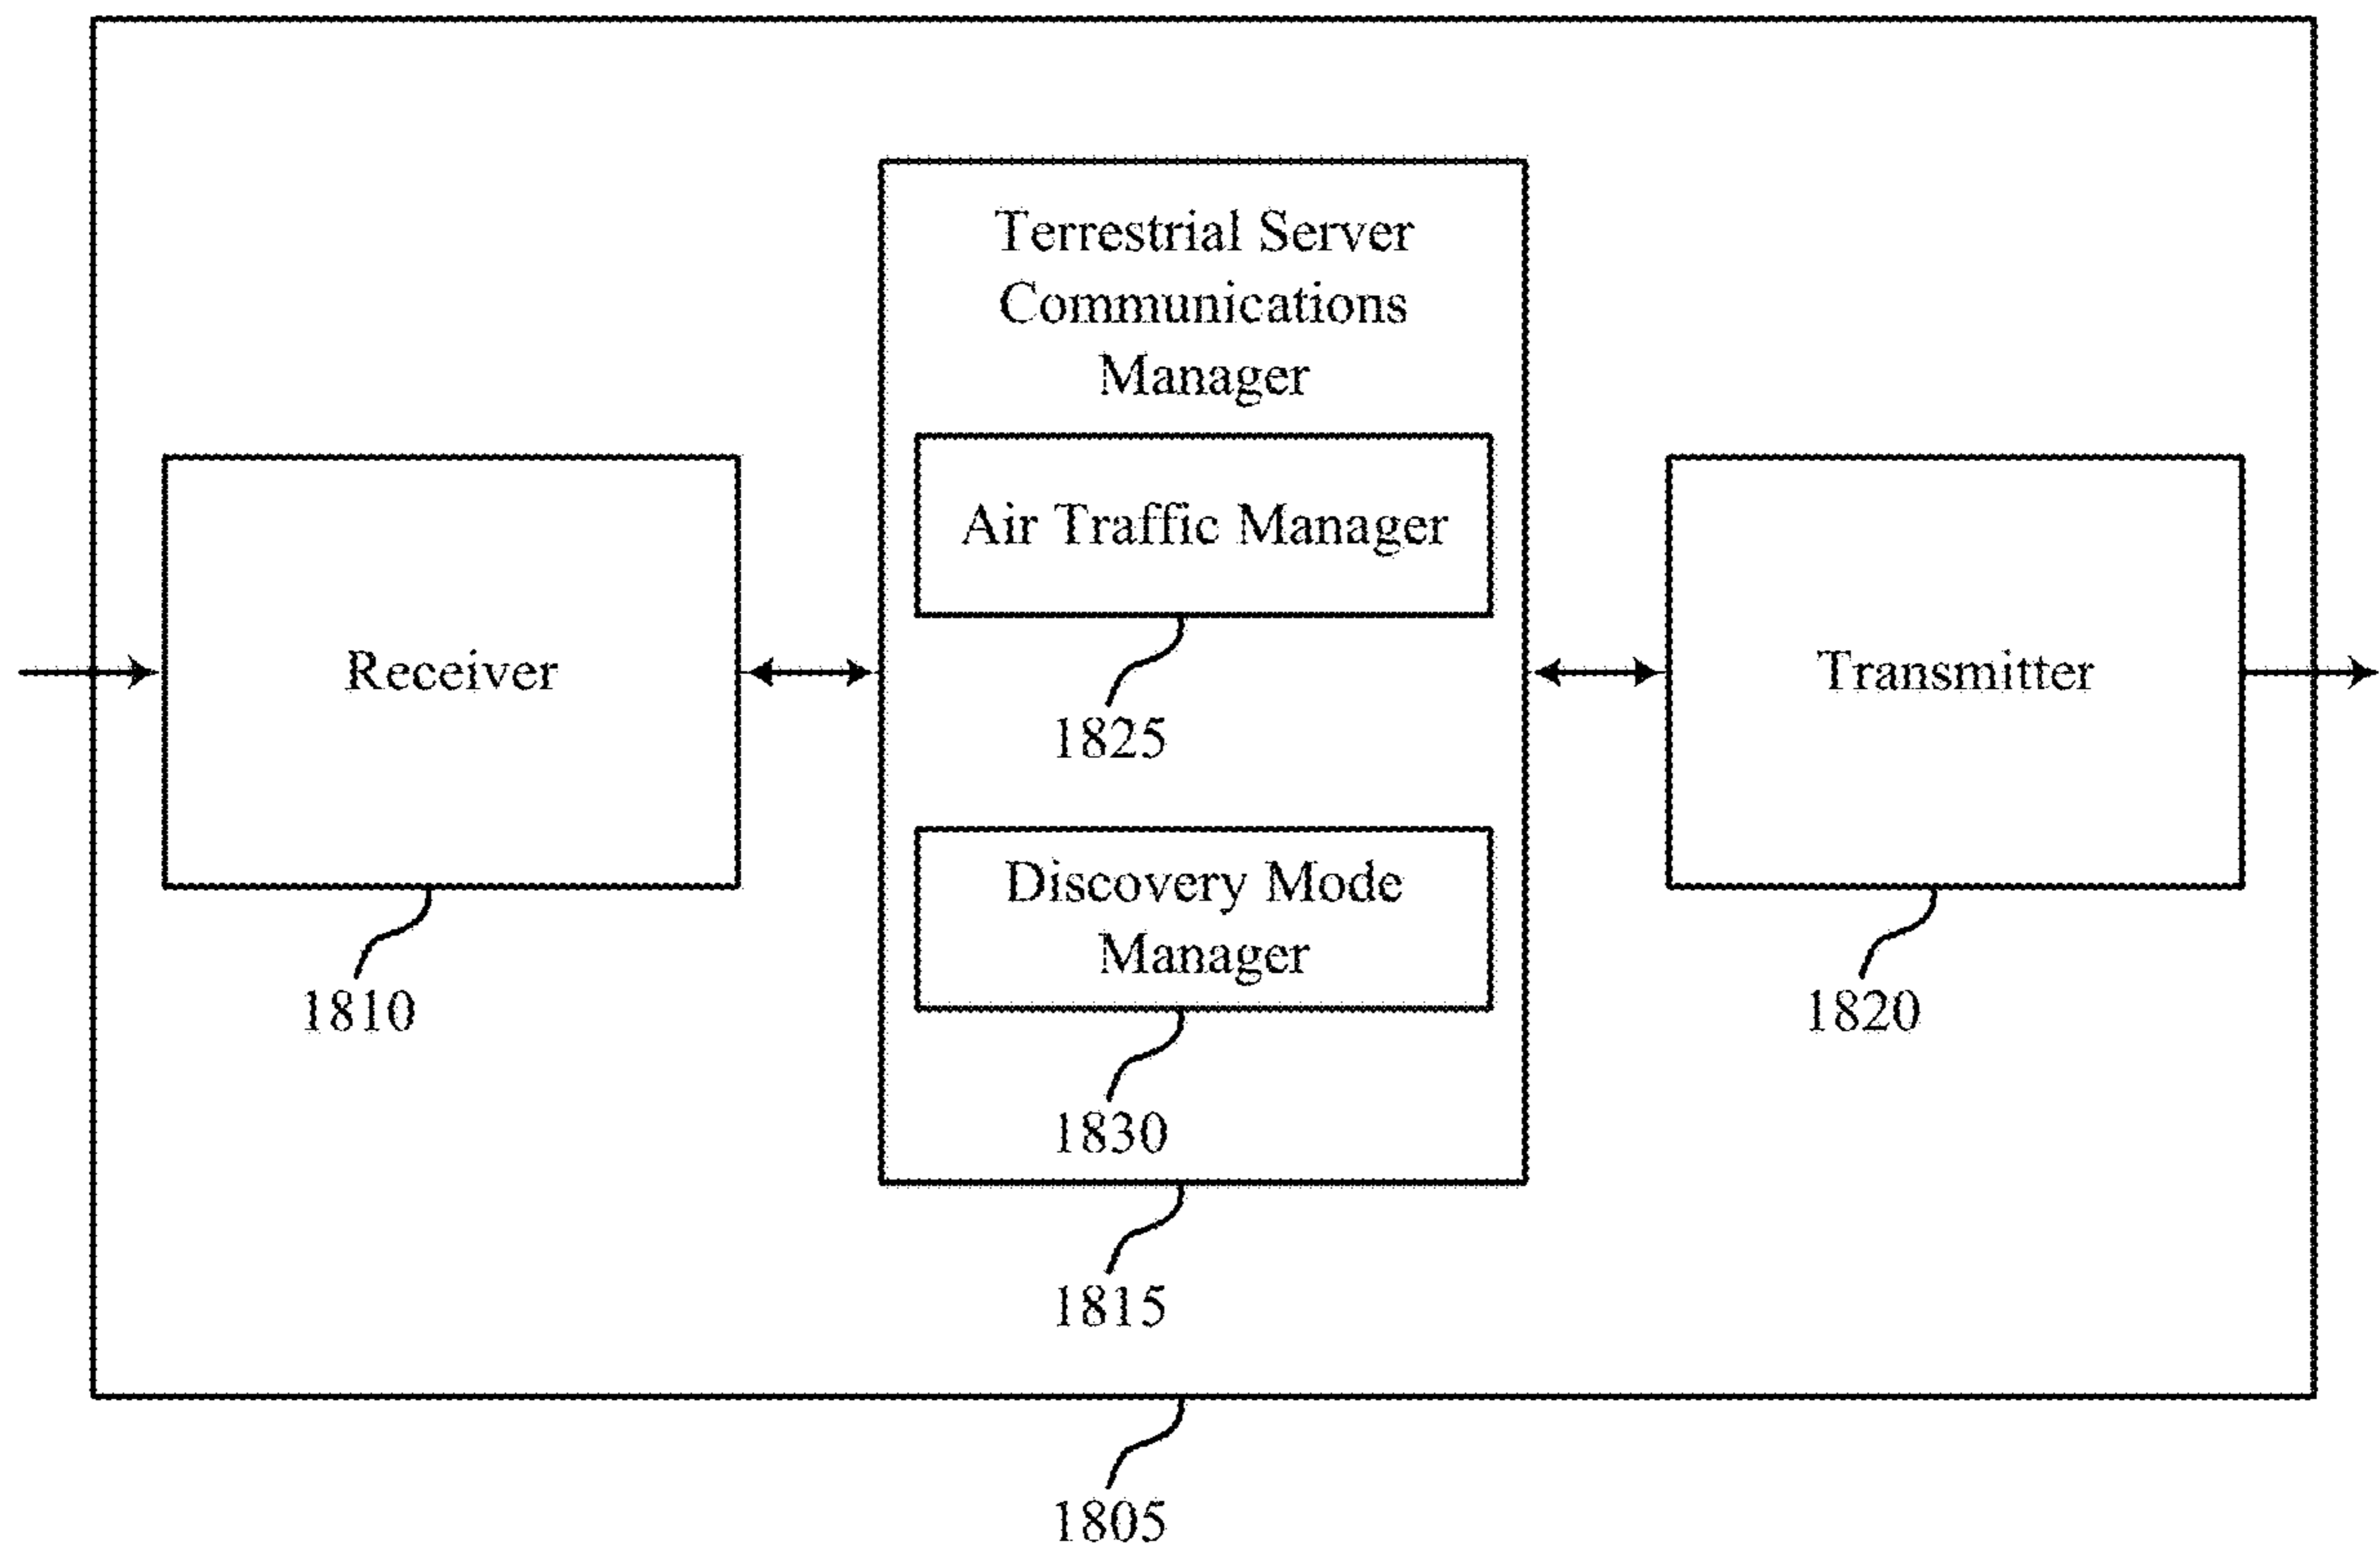 Terrestrial Server
Communications
Manager
Air Traffic Manager
1825
Receiver
1810
Transmitter
1820
Discovery Mode
Manager
1830
1815
1805